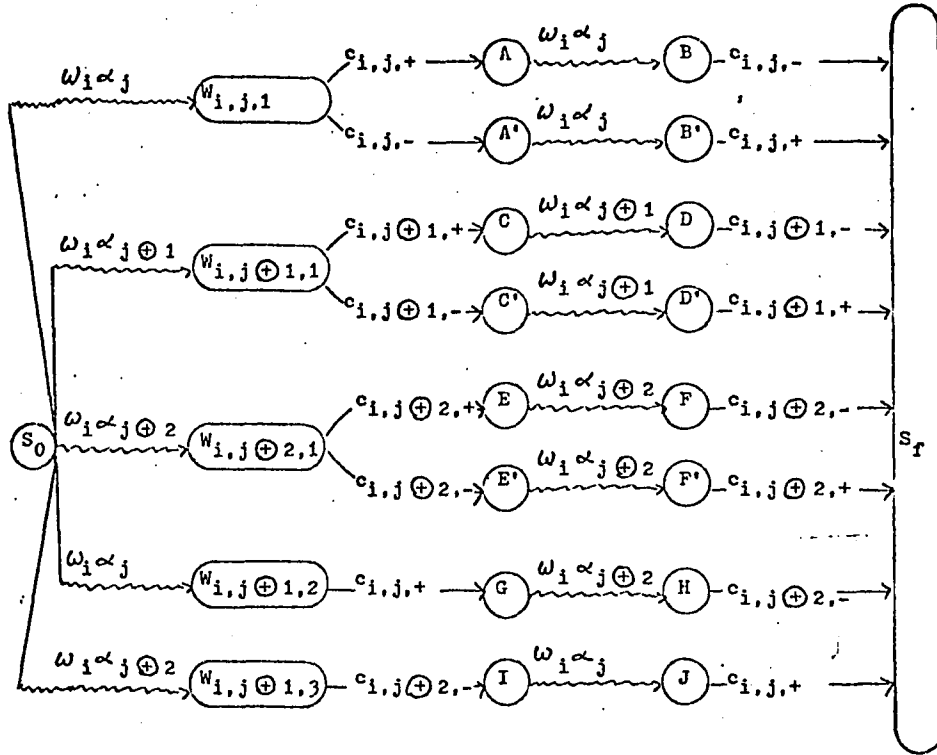 ω_i α_j W_{i,j,1} c_{i,j,+} A ω_i α_j B c_{i,j,-}
c_{i,j,-} A' ω_i α_j B' c_{i,j,+}
ω_i α_{j⊕1} W_{i,j⊕1,1} c_{i,j⊕1,+} C ω_i α_{j⊕1} D c_{i,j⊕1,-}
c_{i,j⊕1,-} C' ω_i α_{j⊕1} D' c_{i,j⊕1,+}
S_0 ω_i α_{j⊕2} W_{i,j⊕2,1} c_{i,j⊕2,+} E ω_i α_{j⊕2} F c_{i,j⊕2,-} S_f
c_{i,j⊕2,-} E' ω_i α_{j⊕2} F' c_{i,j⊕2,+}
ω_i α_j W_{i,j⊕1,2} c_{i,j,+} G ω_i α_{j⊕2} H c_{i,j⊕2,-}
ω_i α_{j⊕2} W_{i,j⊕1,3} c_{i,j⊕2,-} I ω_i α_j J c_{i,j,+}